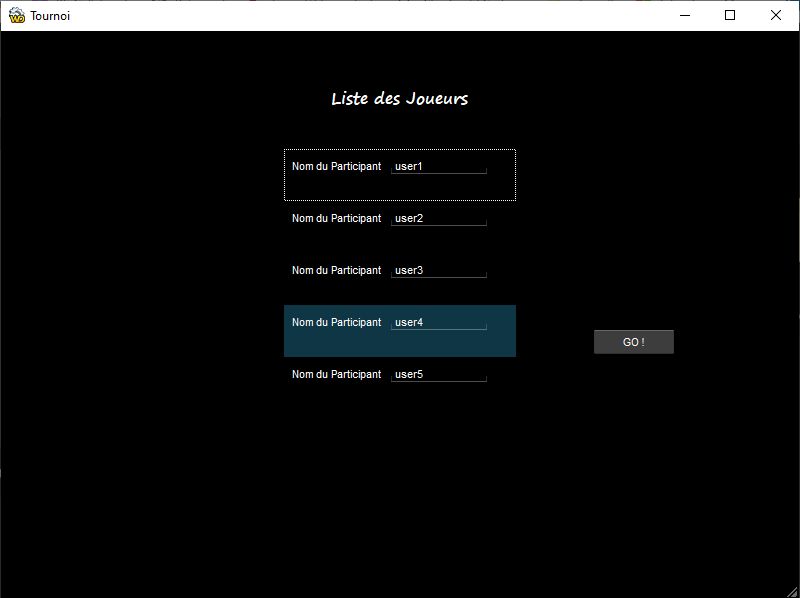 Tournoi
Liste des Joueurs
Nom du Participant user1
Nom du Participant user2
Nom du Participant user3
Nom du Participant user4
GO !
Nom du Participant user5